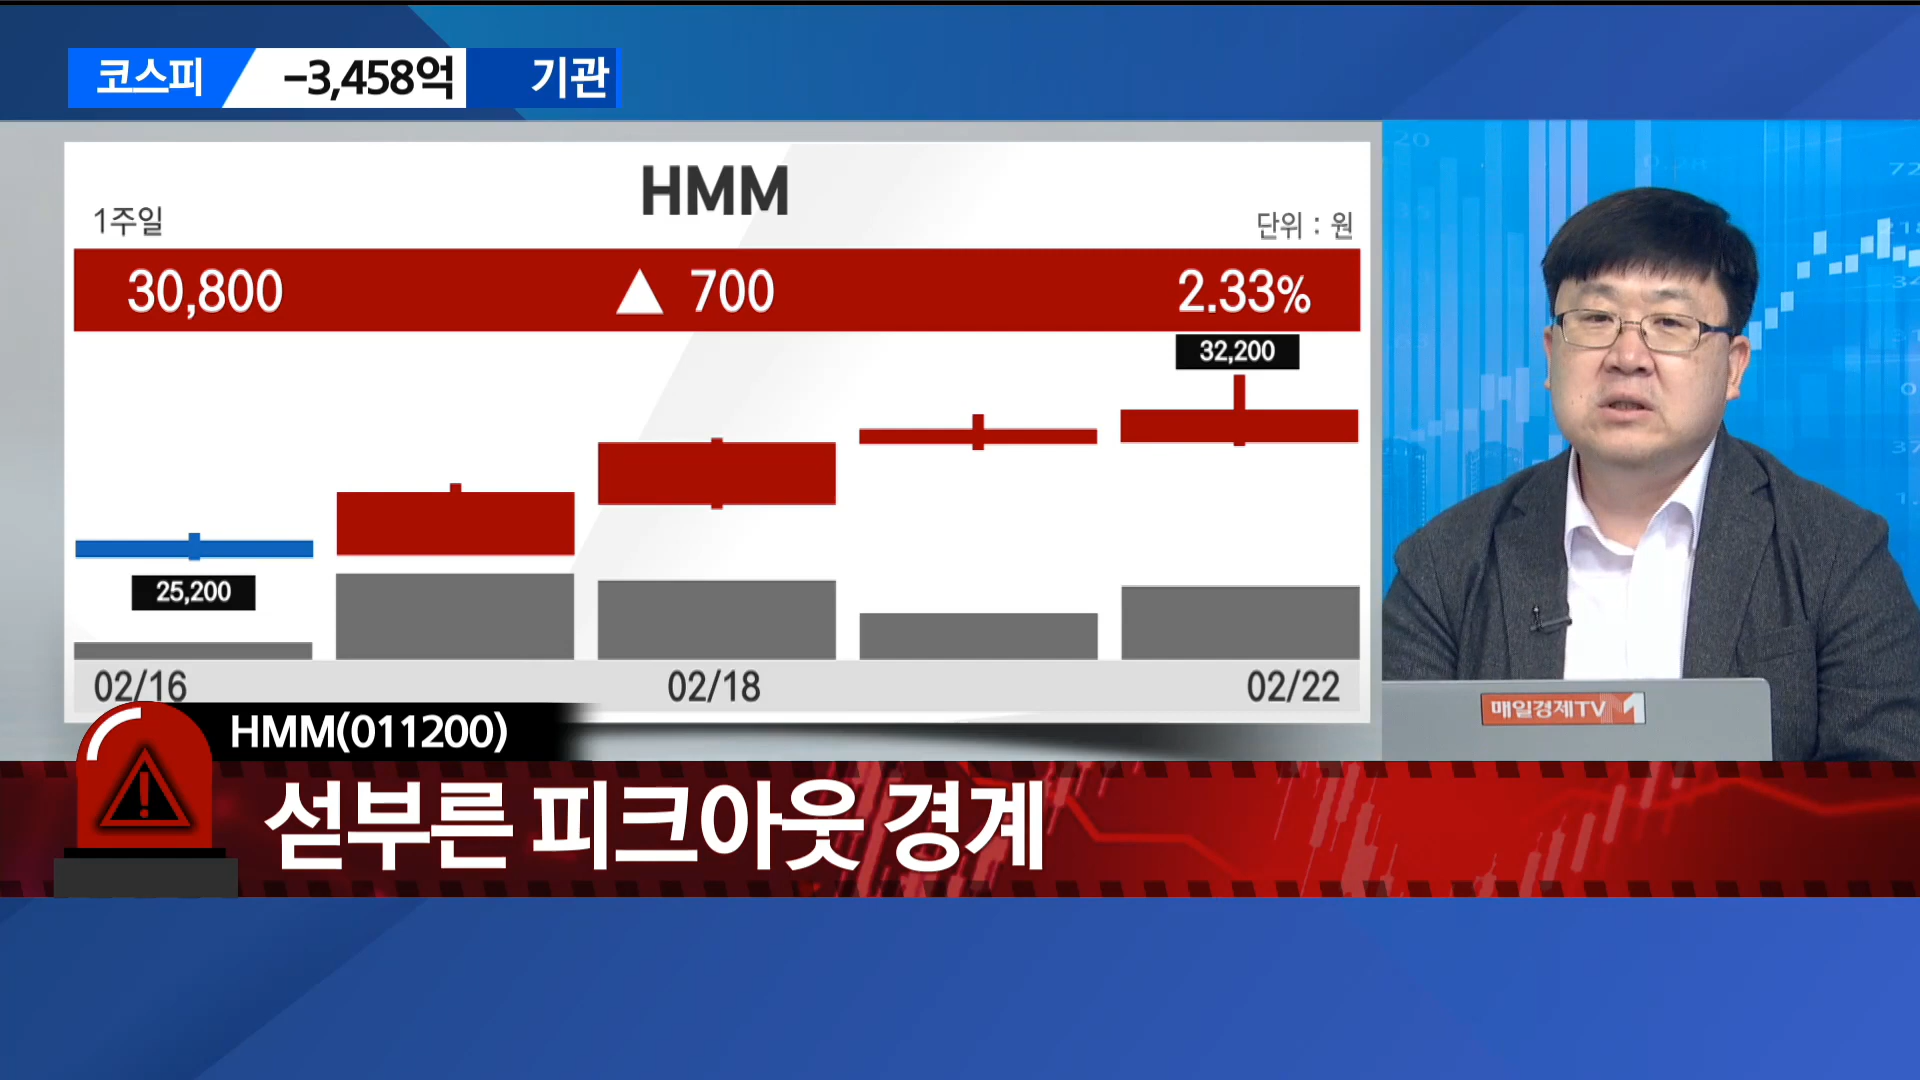 코스피 -3,458억 기관
HMM
1주일
단위 : 원
30,800 ▲ 700 2.33%
32,200
25,200
02/16 02/18 02/22
HMM(011200)
섣부른 피크아웃 경계
매일경제TV